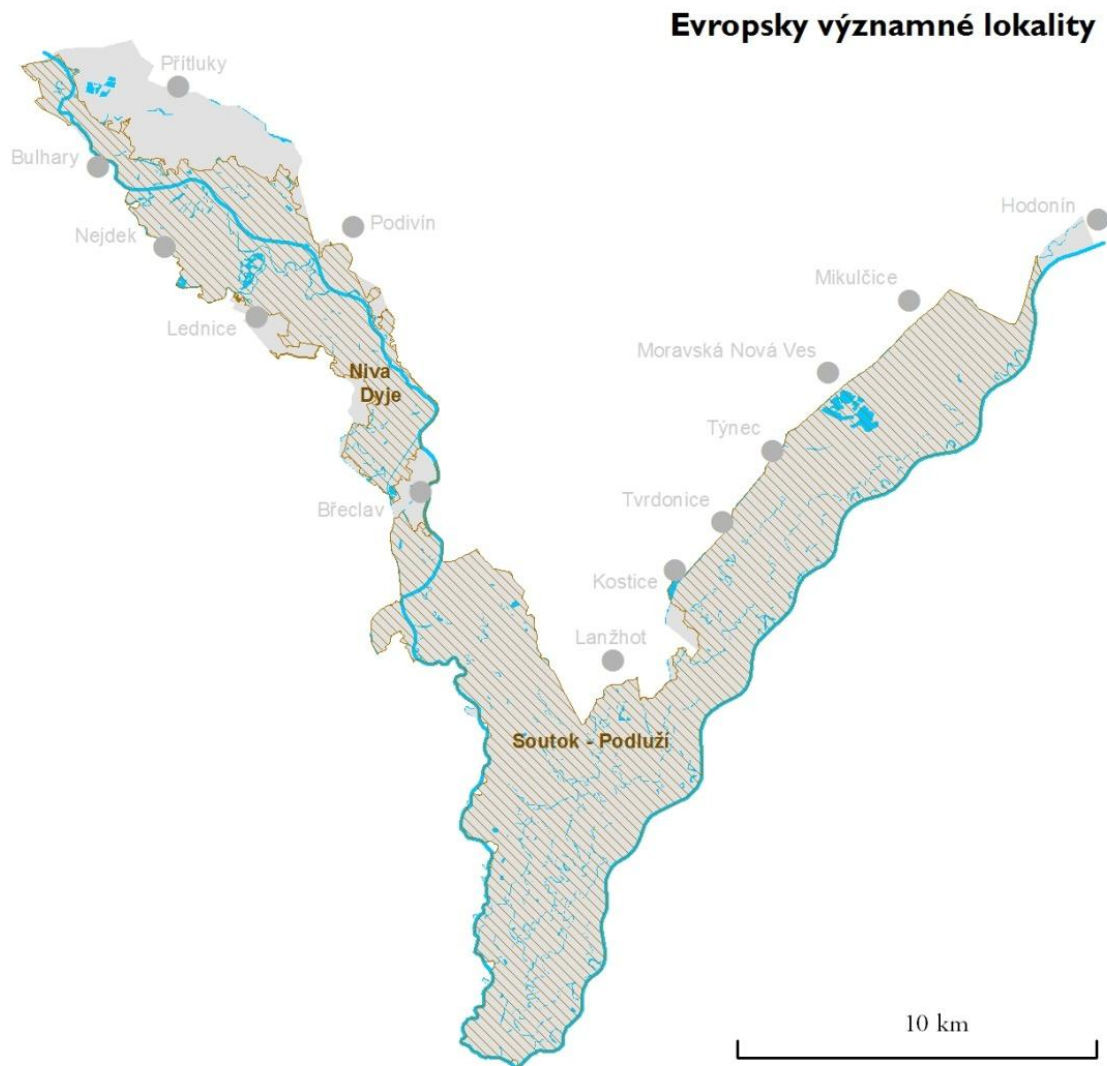 Evropsky významné lokality
Přítluky
Bulhary
Podivín
Hodonín
Nejdek
Mikulčice
Lednice
Moravská Nová Ves
Niva
Dyje
Týnec
Břeclav
Tvrdonice
Kostice
Lanžhot
Soutok - Podluží
10 km